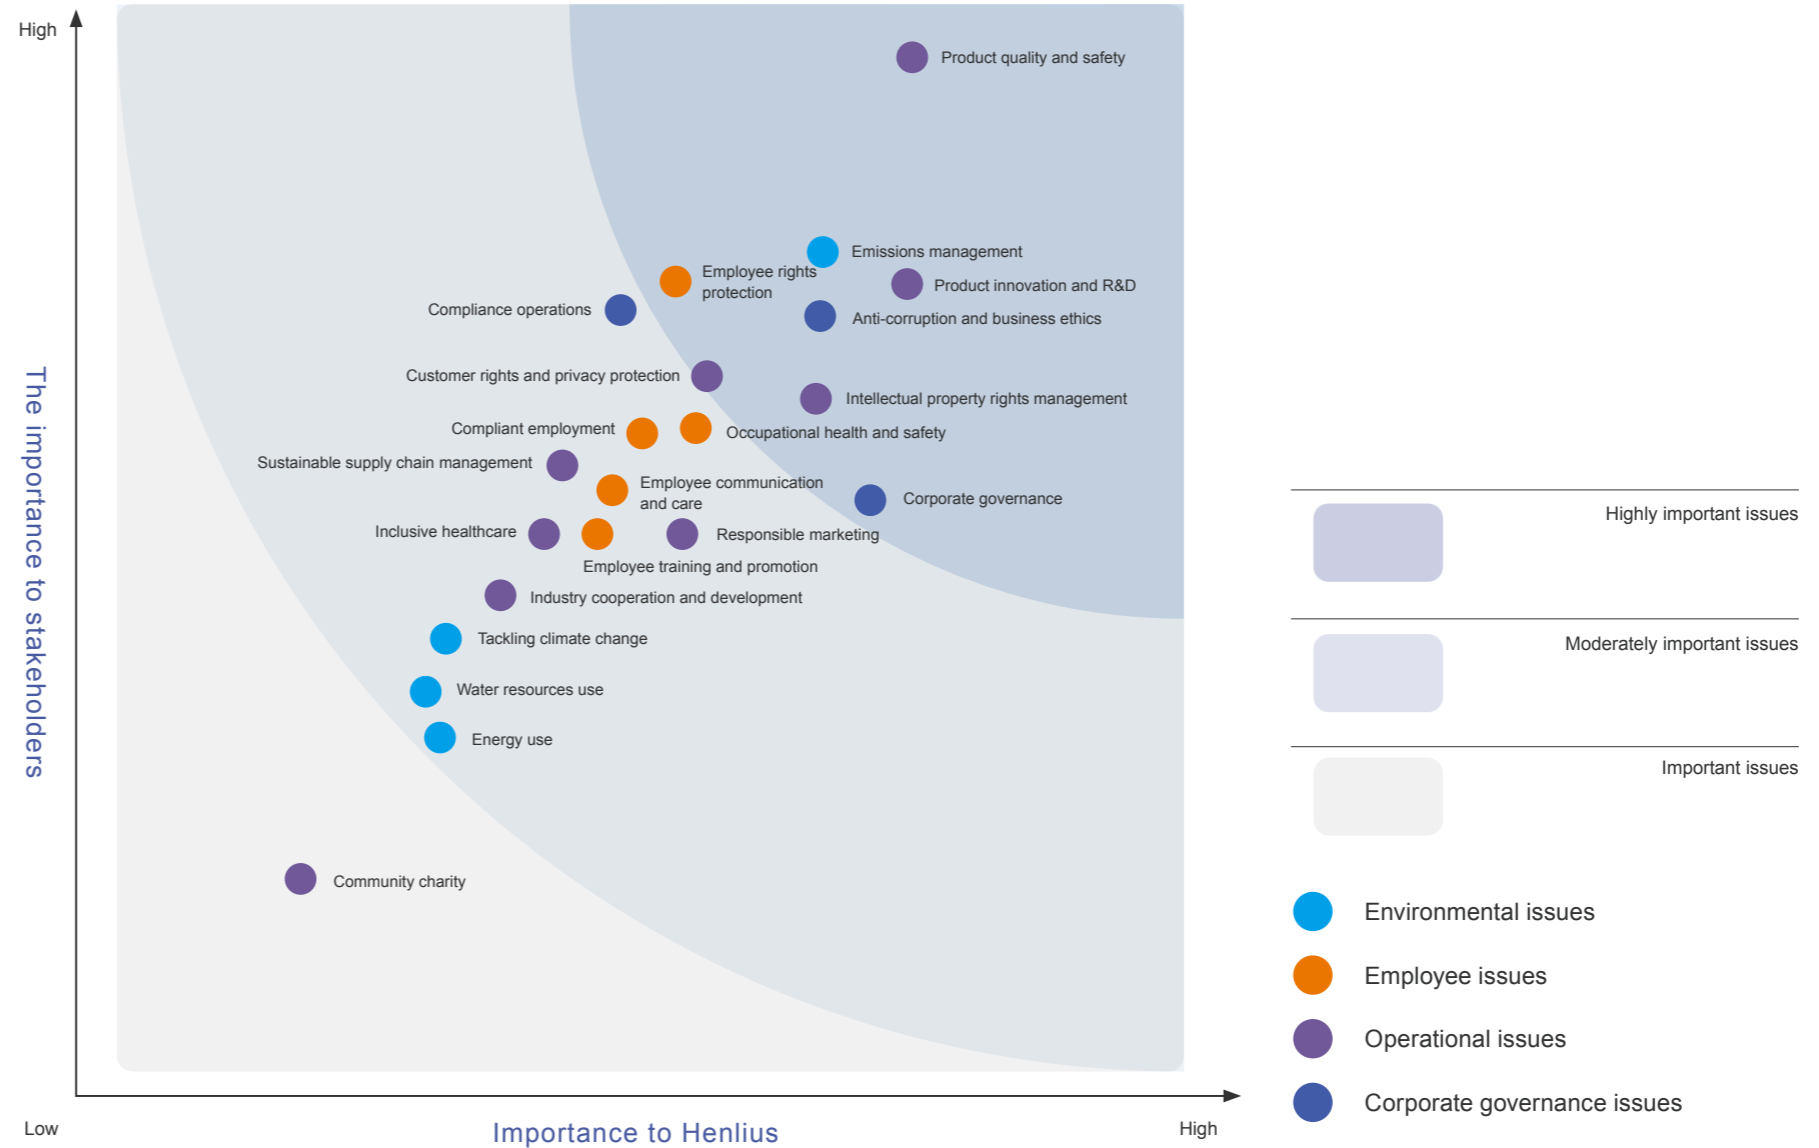 High
Product quality and safety
Emissions management
Employee rights
protection
Product innovation and R&D
Compliance operations
Anti-corruption and business ethics
Customer rights and privacy protection
Intellectual property rights management
Compliant employment
Occupational health and safety
Sustainable supply chain management
Employee communication
and care
Corporate governance
Inclusive healthcare
Responsible marketing
Employee training and promotion
Industry cooperation and development
Tackling climate change
Water resources use
Energy use
Community charity
The importance to stakeholders
Low
Importance to Henlius
High
Highly important issues
Moderately important issues
Important issues
Environmental issues
Employee issues
Operational issues
Corporate governance issues